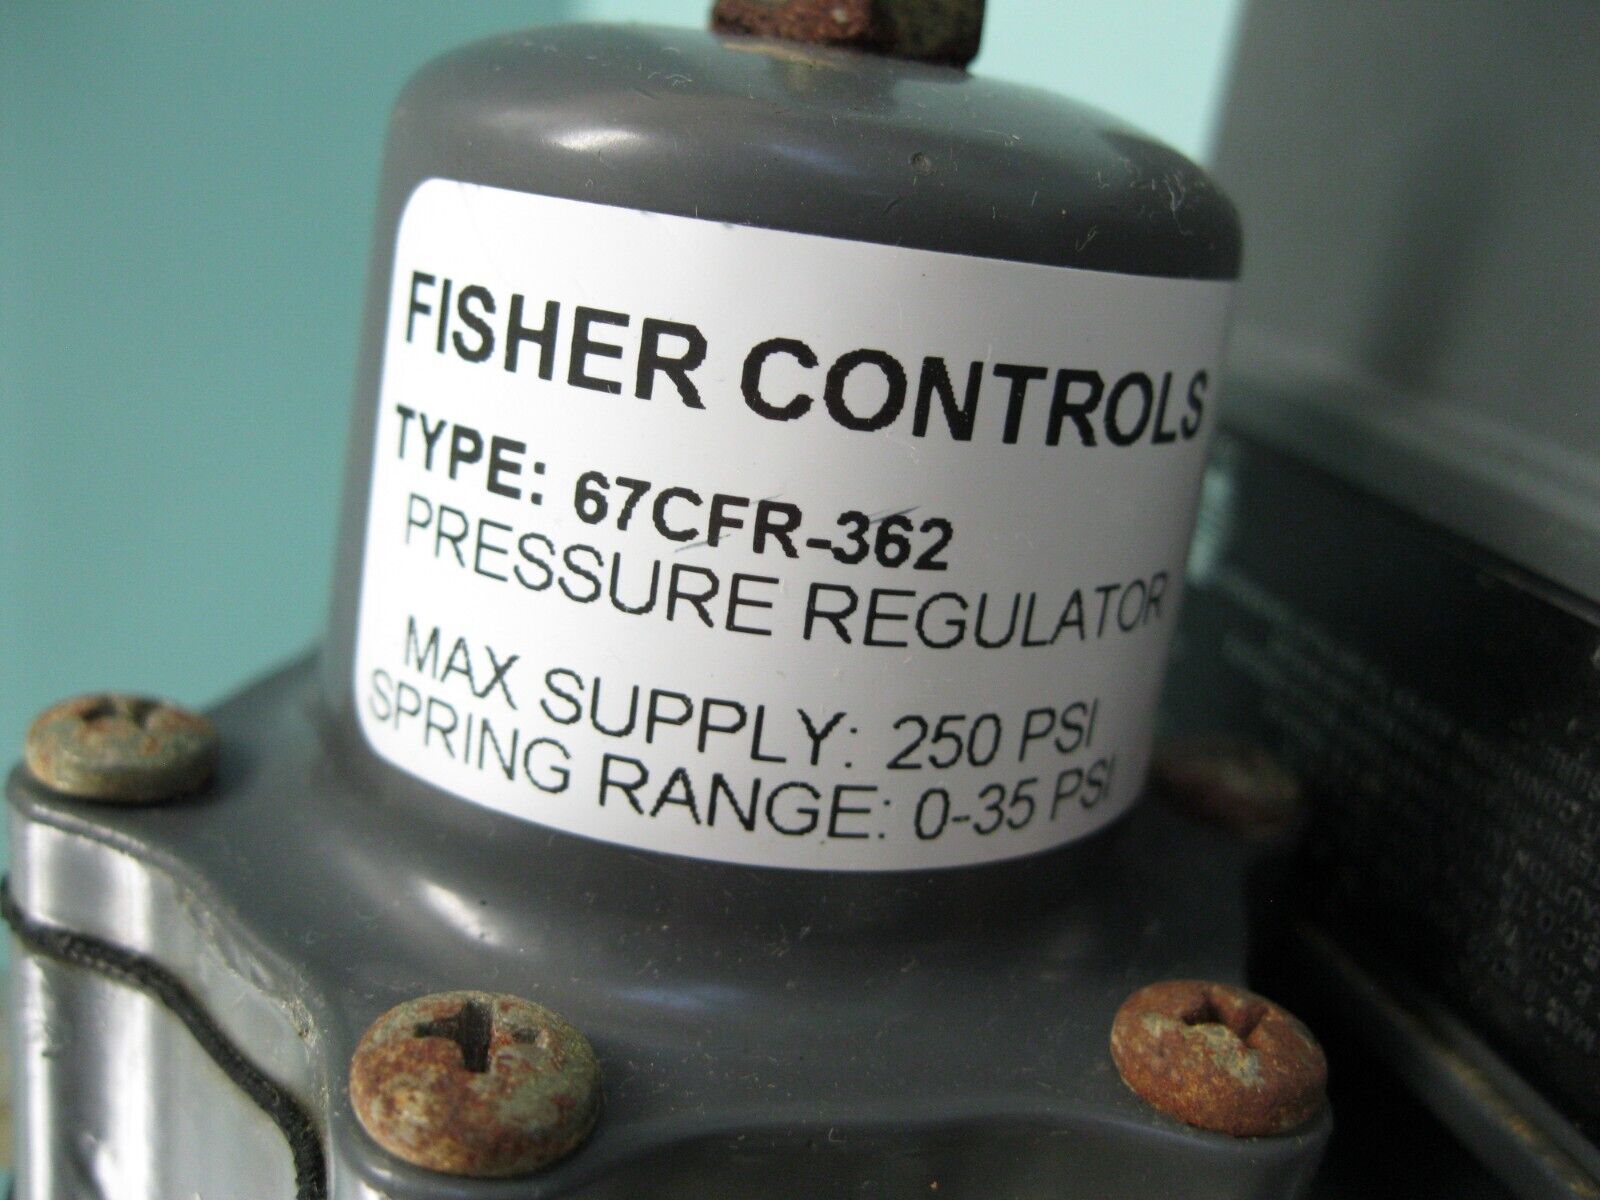 FISHER CONTROLS
TYPE: 67CFR-362
PRESSURE REGULATOR
MAX SUPPLY: 250 PSI
SPRING RANGE: 0-35 PSI